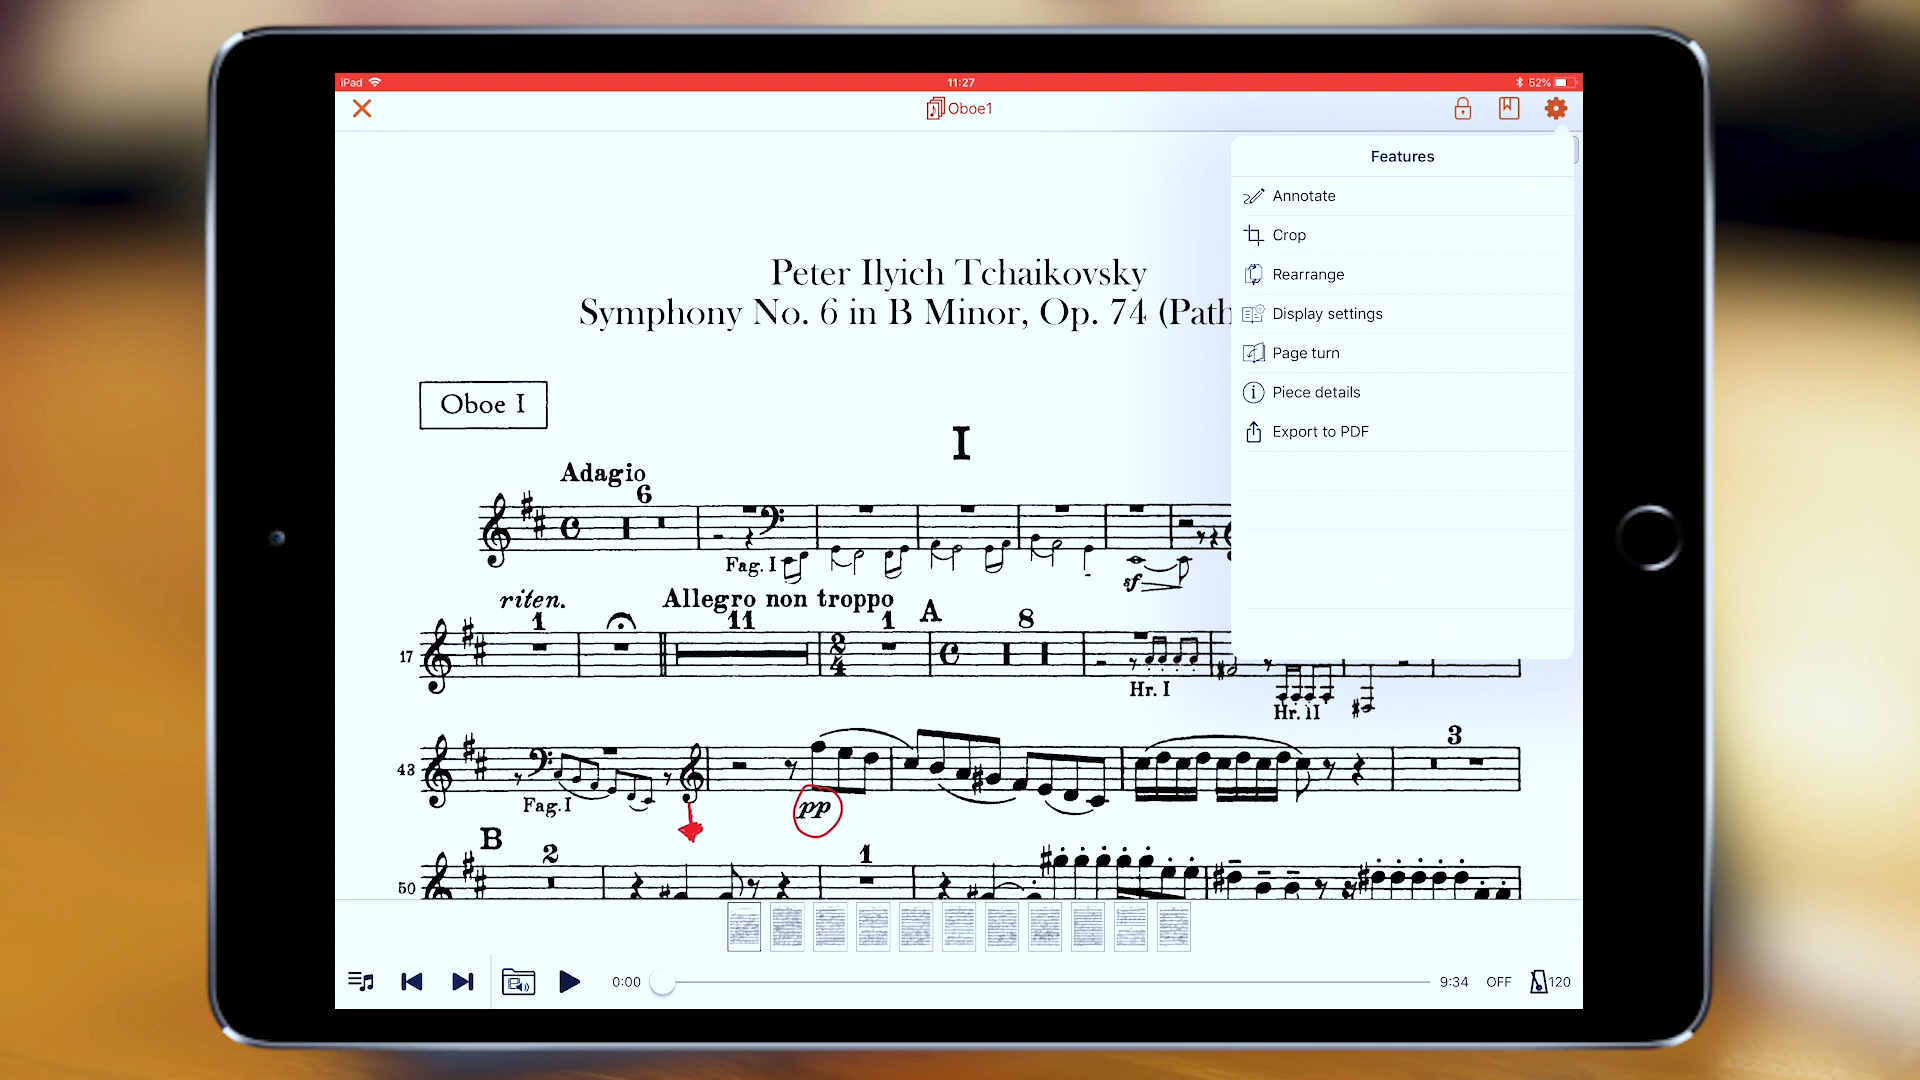 iPad 11:27 52%
Oboe1
Features
Annotate
Crop
Rearrange
Display settings
Page turn
Piece details
Export to PDF
Peter Ilyich Tchaikovsky
Symphony No. 6 in B Minor, Op. 74 (Path
Oboe I
I
Adagio
6
Fag. I
sf
riten.
Allegro non troppo
1 11 1 A 8
17
2 4
Hr. I
Hr. II
3
43
Fag. I
pp
B
2 1
50
0:00 9:34 OFF 120